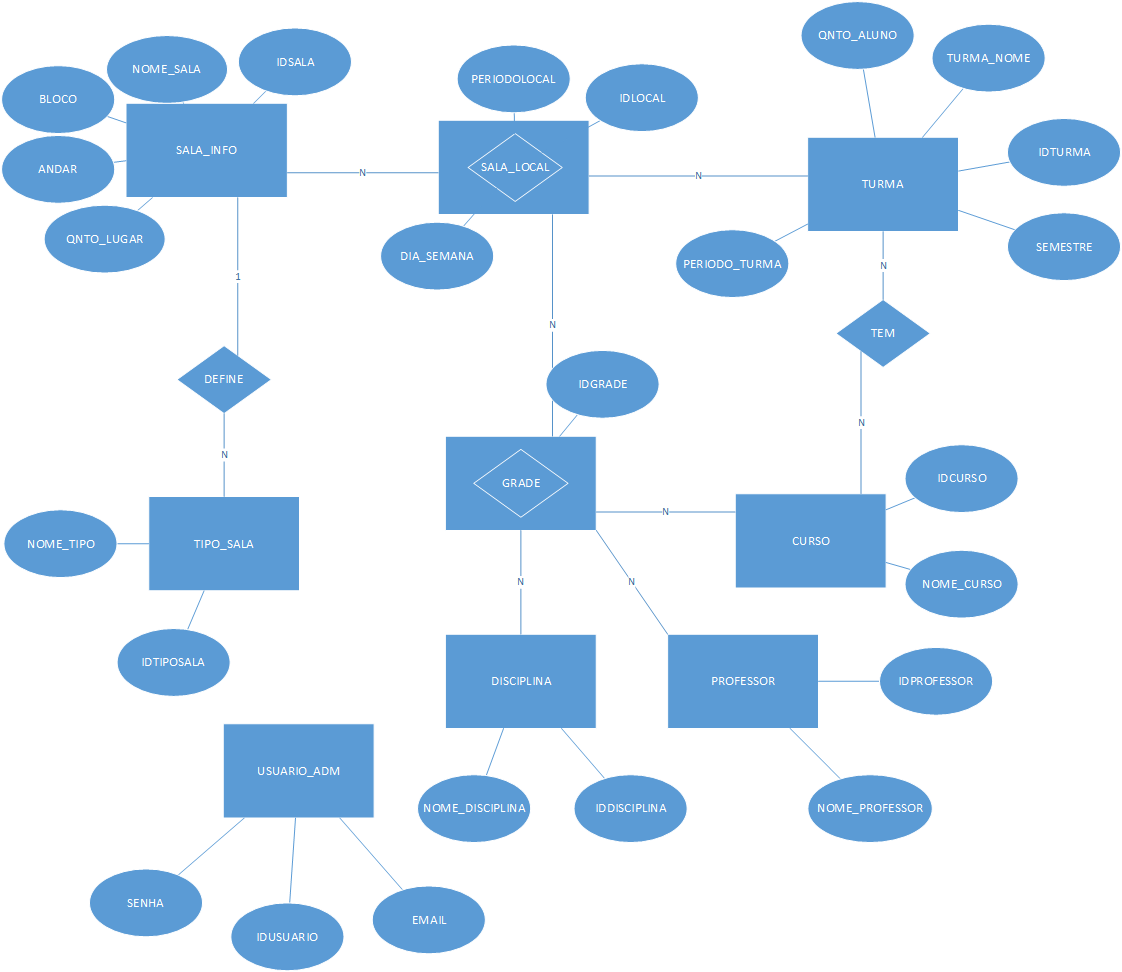 QNTO_ALUNO
TURMA_NOME
NOME_SALA
IDSALA
PERIODOLOCAL
IDLOCAL
BLOCO
SALA_INFO
SALA_LOCAL
IDTURMA
ANDAR
N
N
TURMA
QNTO_LUGAR
DIA_SEMANA
PERIODO_TURMA
SEMESTRE
1
N
N
TEM
DEFINE
IDGRADE
N
N
IDCURSO
GRADE
N
CURSO
NOME_TIPO
TIPO_SALA
N
N
NOME_CURSO
IDTIPOSALA
DISCIPLINA
PROFESSOR
IDPROFESSOR
USUARIO_ADM
NOME_DISCIPLINA
IDDISCIPLINA
NOME_PROFESSOR
SENHA
IDUSUARIO
EMAIL